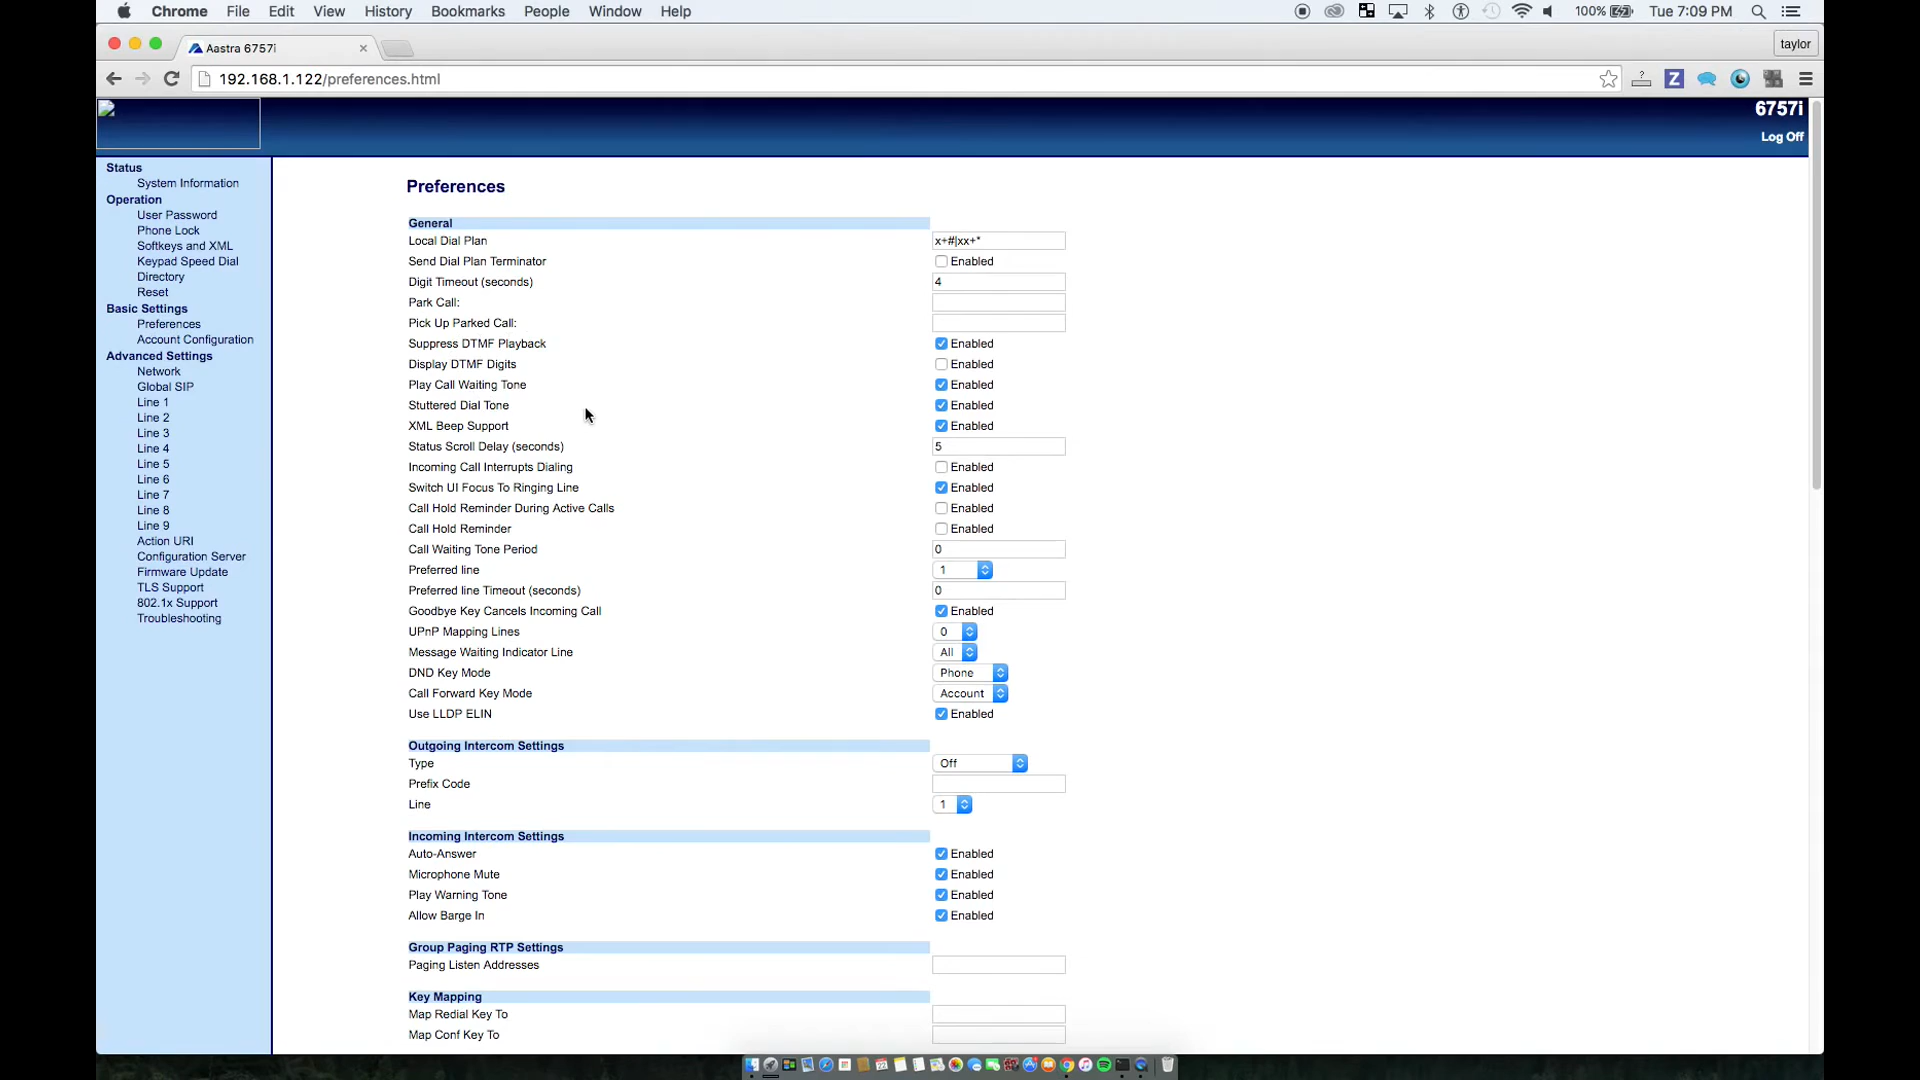 Chrome File Edit View History Bookmarks People Window Help 100% Tue 7:09 PM
Aastra 6757i taylor
192.168.1.122/preferences.html
6757i
Log Off
Status
System Information
Operation
User Password
Phone Lock
Softkeys and XML
Keypad Speed Dial
Directory
Reset
Basic Settings
Preferences
Account Configuration
Advanced Settings
Network
Global SIP
Line 1
Line 2
Line 3
Line 4
Line 5
Line 6
Line 7
Line 8
Line 9
Action URI
Configuration Server
Firmware Update
TLS Support
802.1x Support
Troubleshooting
Preferences
General
Local Dial Plan x+#|xx+*
Send Dial Plan Terminator Enabled
Digit Timeout (seconds) 4
Park Call:
Pick Up Parked Call:
Suppress DTMF Playback Enabled
Display DTMF Digits Enabled
Play Call Waiting Tone Enabled
Stuttered Dial Tone Enabled
XML Beep Support Enabled
Status Scroll Delay (seconds) 5
Incoming Call Interrupts Dialing Enabled
Switch UI Focus To Ringing Line Enabled
Call Hold Reminder During Active Calls Enabled
Call Hold Reminder Enabled
Call Waiting Tone Period 0
Preferred line 1
Preferred line Timeout (seconds) 0
Goodbye Key Cancels Incoming Call Enabled
UPnP Mapping Lines 0
Message Waiting Indicator Line All
DND Key Mode Phone
Call Forward Key Mode Account
Use LLDP ELIN Enabled
Outgoing Intercom Settings
Type Off
Prefix Code
Line 1
Incoming Intercom Settings
Auto-Answer Enabled
Microphone Mute Enabled
Play Warning Tone Enabled
Allow Barge In Enabled
Group Paging RTP Settings
Paging Listen Addresses
Key Mapping
Map Redial Key To
Map Conf Key To